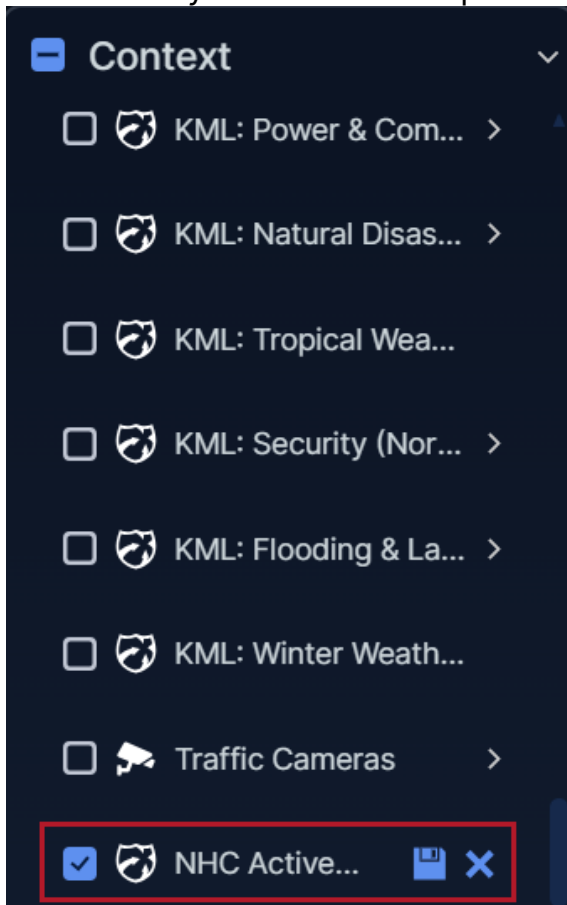 Context
KML: Power & Com...
KML: Natural Disas...
KML: Tropical Wea...
KML: Security (Nor...
KML: Flooding & La...
KML: Winter Weath...
Traffic Cameras
NHC Active...